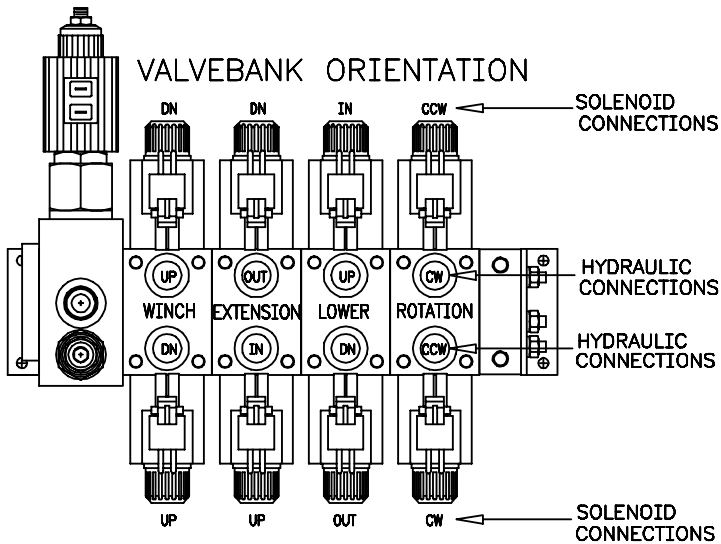 VALVEBANK ORIENTATION
DN DN IN CCW
SOLENOID
CONNECTIONS
UP OUT UP CW
HYDRAULIC
CONNECTIONS
WINCH EXTENSION LOWER ROTATION
DN IN DN CCW
HYDRAULIC
CONNECTIONS
UP UP OUT CW
SOLENOID
CONNECTIONS